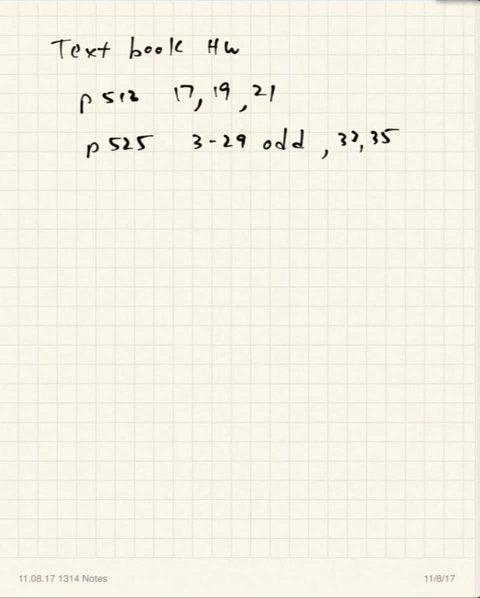 Text book HW
p 512 17, 19, 21
p 525 3-29 odd, 33, 35
11.08.17 1314 Notes
11/8/17